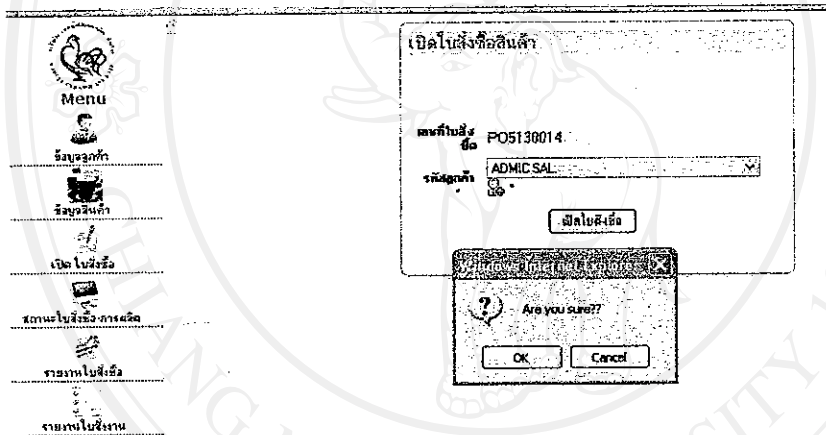 Menu
ข้อมูลลูกค้า
ข้อมูลสินค้า
เปิดใบสั่งซื้อ
สถานะใบสั่งซื้อ-การผลิต
รายงานใบสั่งซื้อ
รายงานใบสั่งงาน
เปิดใบสั่งซื้อสินค้า
เลขที่ใบสั่ง
ซื้อ PO5130014
รหัสลูกค้า ADMIC SAL.
เปิดใบสั่งซื้อ
Windows Internet Explorer
Are you sure??
OK Cancel